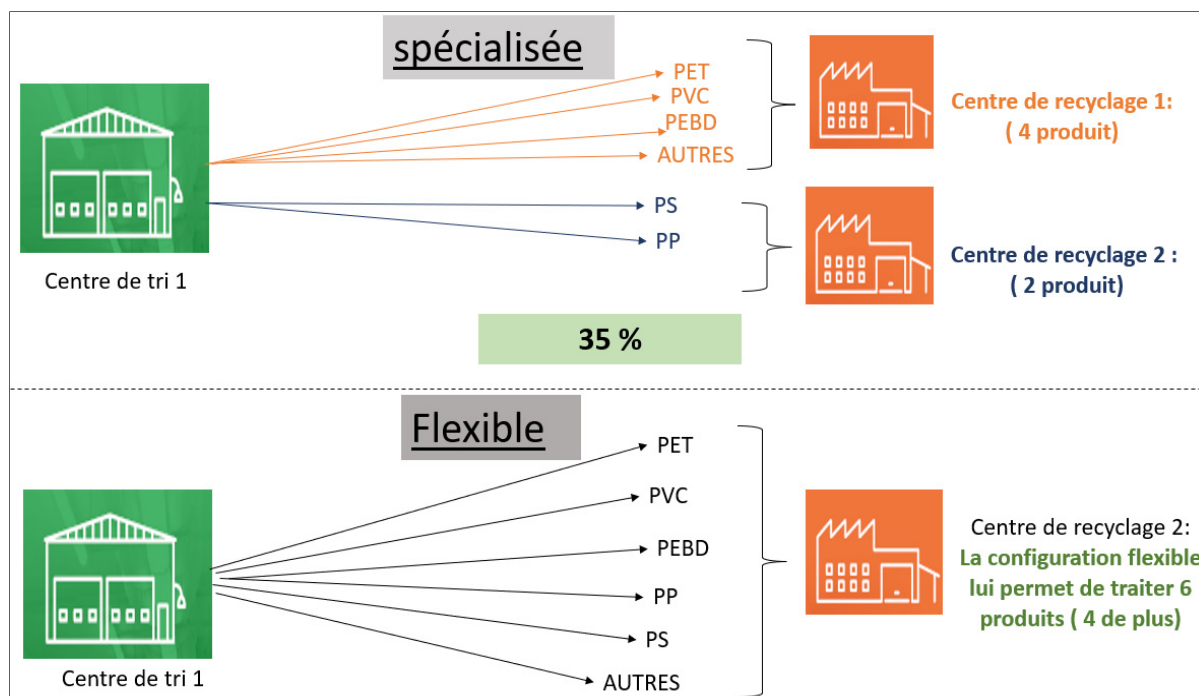 spécialisée
PET
PVC
PEBD
AUTRES
Centre de recyclage 1:
( 4 produit)
PS
PP
Centre de recyclage 2 :
( 2 produit)
Centre de tri 1
35 %
Flexible
PET
PVC
PEBD
PP
PS
AUTRES
Centre de recyclage 2:
La configuration flexible
lui permet de traiter 6
produits ( 4 de plus)
Centre de tri 1